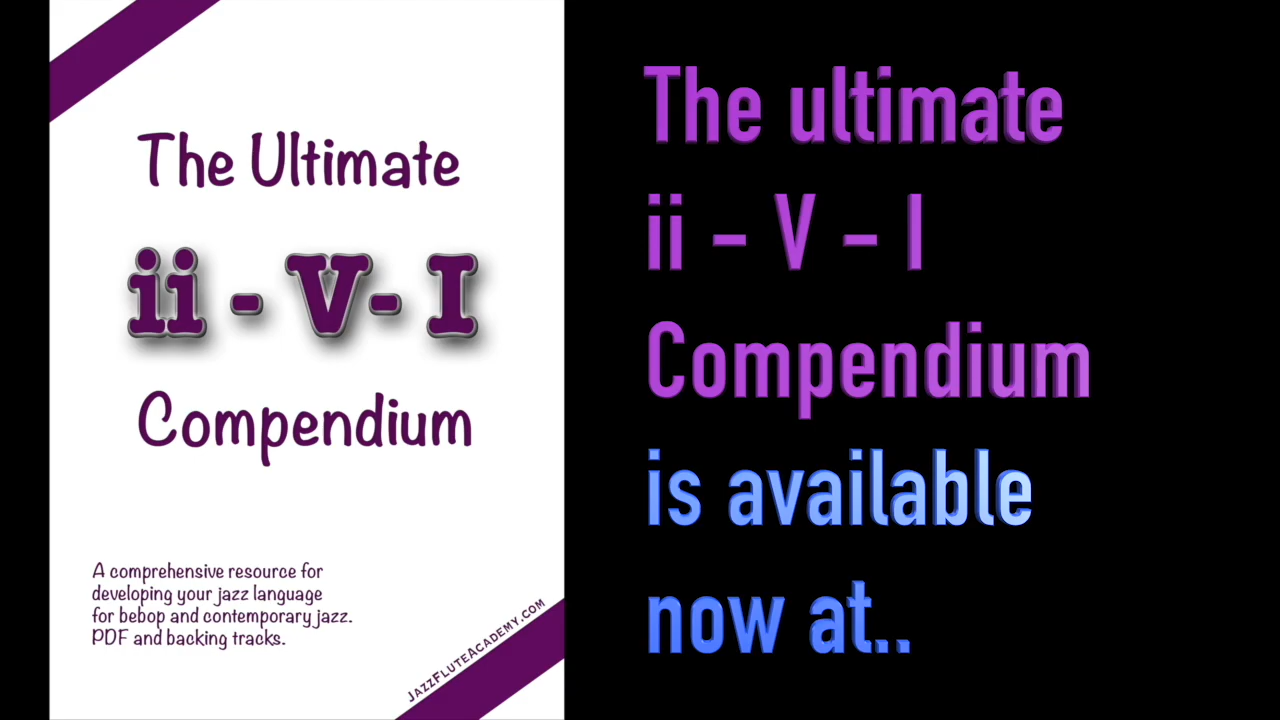 The Ultimate
ii - V- I
Compendium
A comprehensive resource for
developing your jazz language
for bebop and contemporary jazz.
PDF and backing tracks.
JazzFluteAcademy.com
The ultimate
ii – V – I
Compendium
is available
now at..